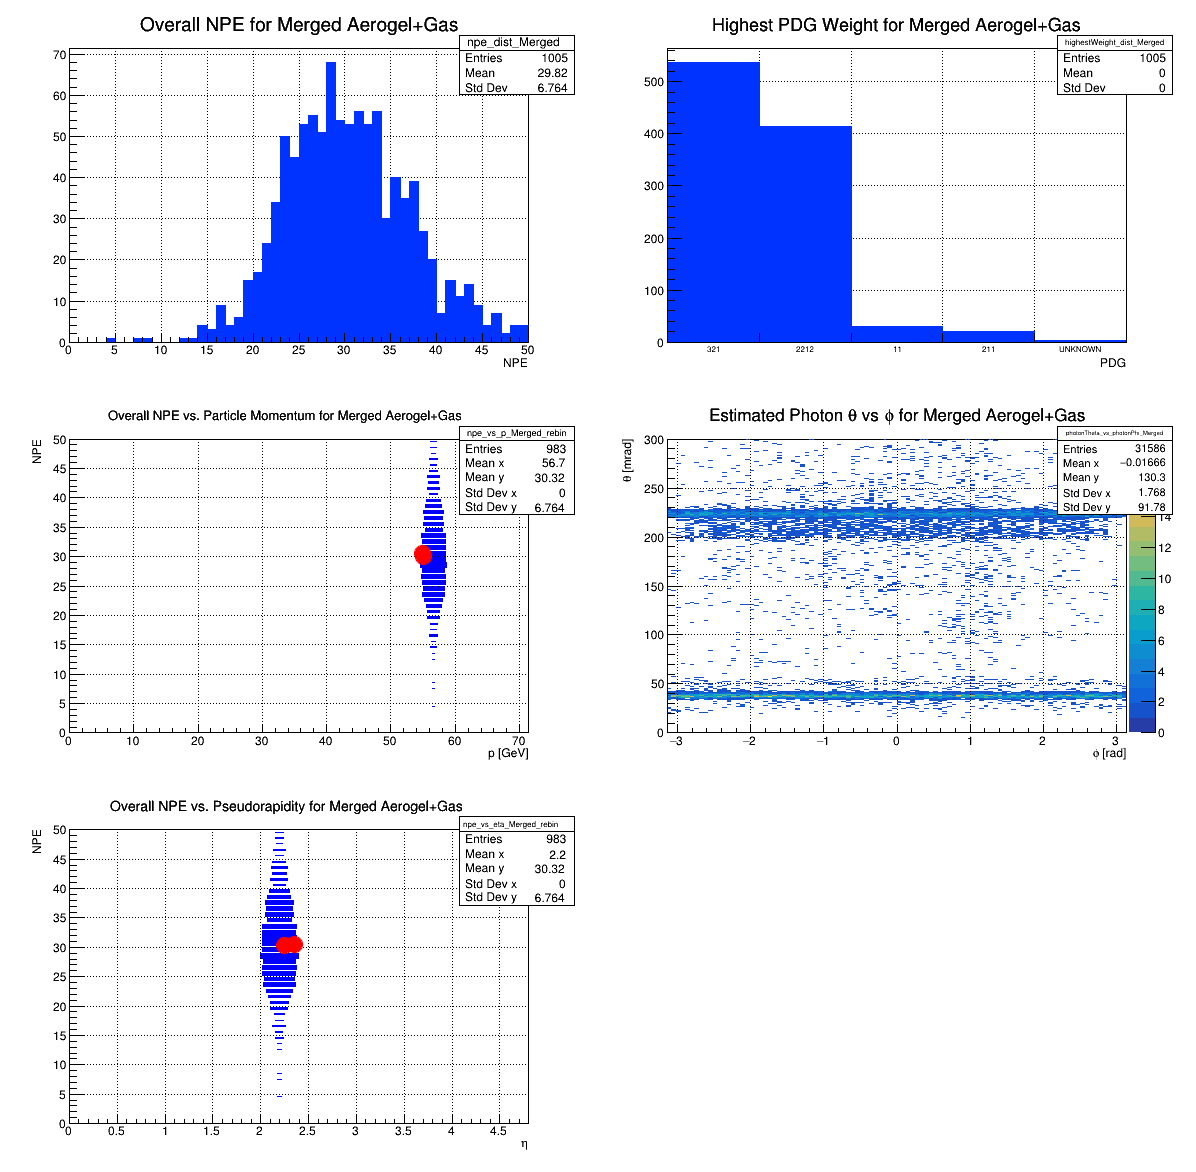 Overall NPE for Merged Aerogel+Gas
npe_dist_Merged
Entries 1005
Mean 29.82
Std Dev 6.764
70
60
50
40
30
20
10
0
0 5 10 15 20 25 30 35 40 45 50
NPE
Highest PDG Weight for Merged Aerogel+Gas
highestWeight_dist_Merged
Entries 1005
Mean 0
Std Dev 0
500
400
300
200
100
0
321 2212 11 211 UNKNOWN
PDG
Overall NPE vs. Particle Momentum for Merged Aerogel+Gas
npe_vs_p_Merged_rebin
Entries 983
Mean x 56.7
Mean y 30.32
Std Dev x 0
Std Dev y 6.764
NPE
50
45
40
35
30
25
20
15
10
5
0
0 10 20 30 40 50 60 70
p [GeV]
Estimated Photon θ vs ϕ for Merged Aerogel+Gas
photonTheta_vs_photonPhi_Merged
Entries 31586
Mean x −0.01666
Mean y 130.3
Std Dev x 1.768
Std Dev y 91.78
θ [mrad]
300
250
200
150
100
50
0
−3 −2 −1 0 1 2 3
ϕ [rad]
14
12
10
8
6
4
2
0
Overall NPE vs. Pseudorapidity for Merged Aerogel+Gas
npe_vs_eta_Merged_rebin
Entries 983
Mean x 2.2
Mean y 30.32
Std Dev x 0
Std Dev y 6.764
NPE
50
45
40
35
30
25
20
15
10
5
0
0 0.5 1 1.5 2 2.5 3 3.5 4 4.5
η